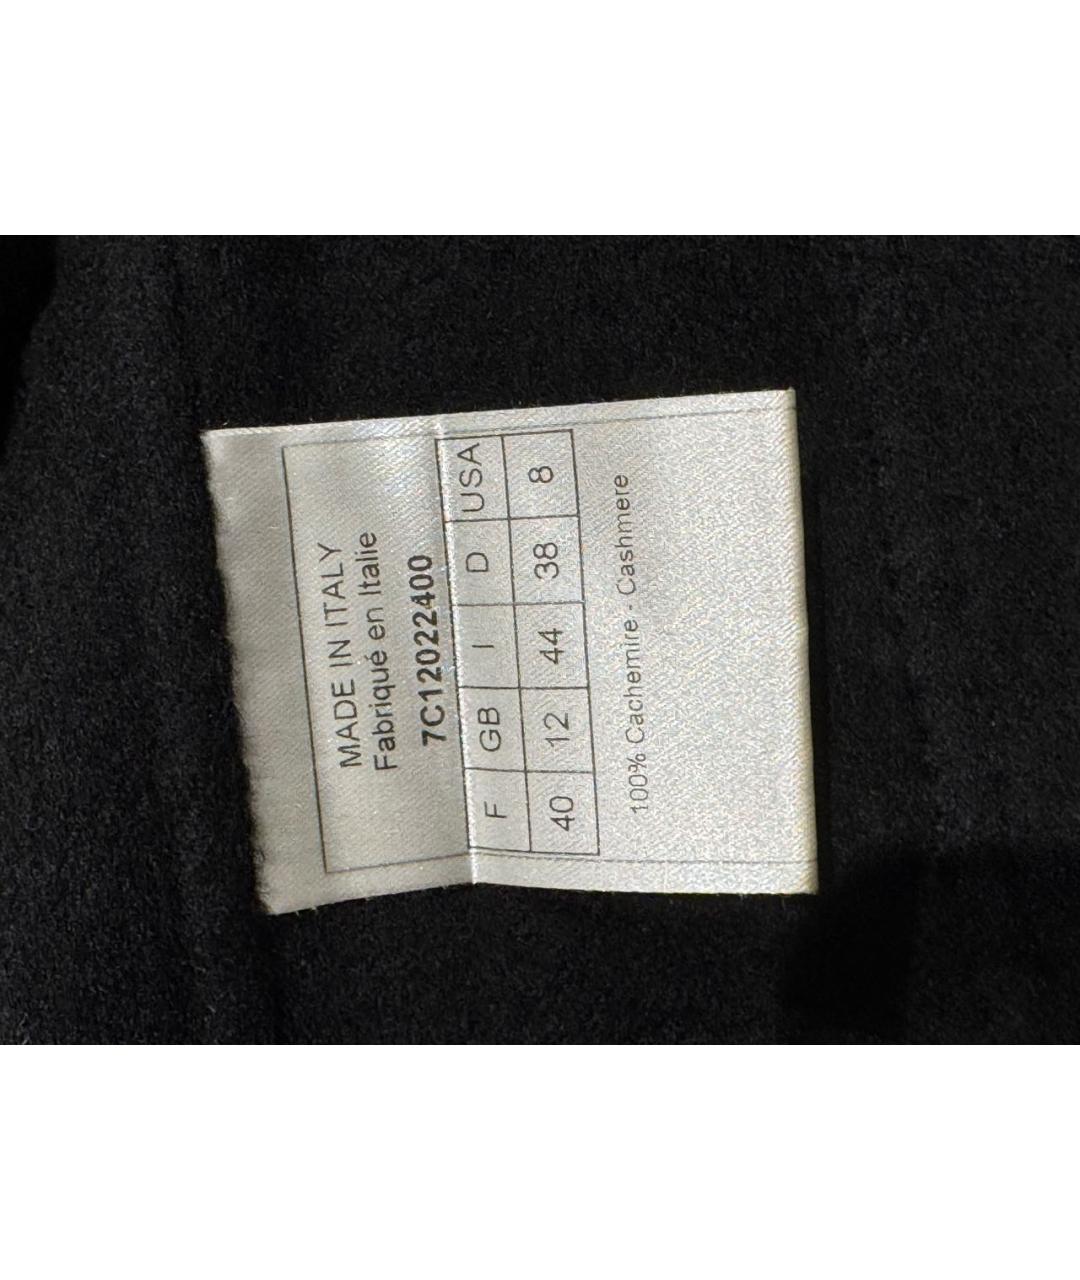 MADE IN ITALY
Fabriqué en Italie
7C12022400
F GB I D USA
40 12 44 38 8
100% Cachemire - Cashmere